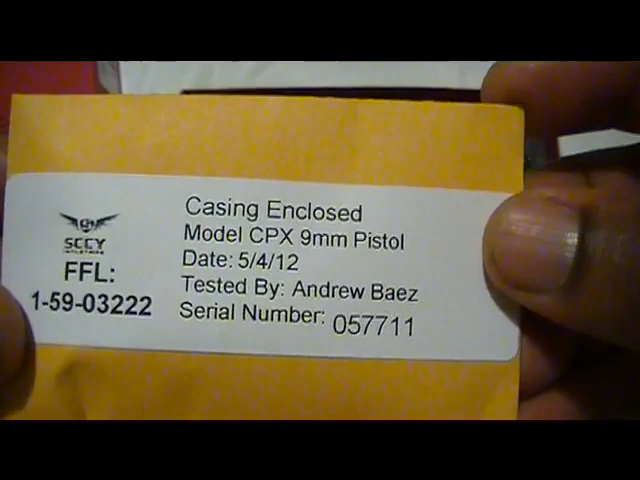 SCCY
INDUSTRIES
FFL:
1-59-03222
Casing Enclosed
Model CPX 9mm Pistol
Date: 5/4/12
Tested By: Andrew Baez
Serial Number: 057711